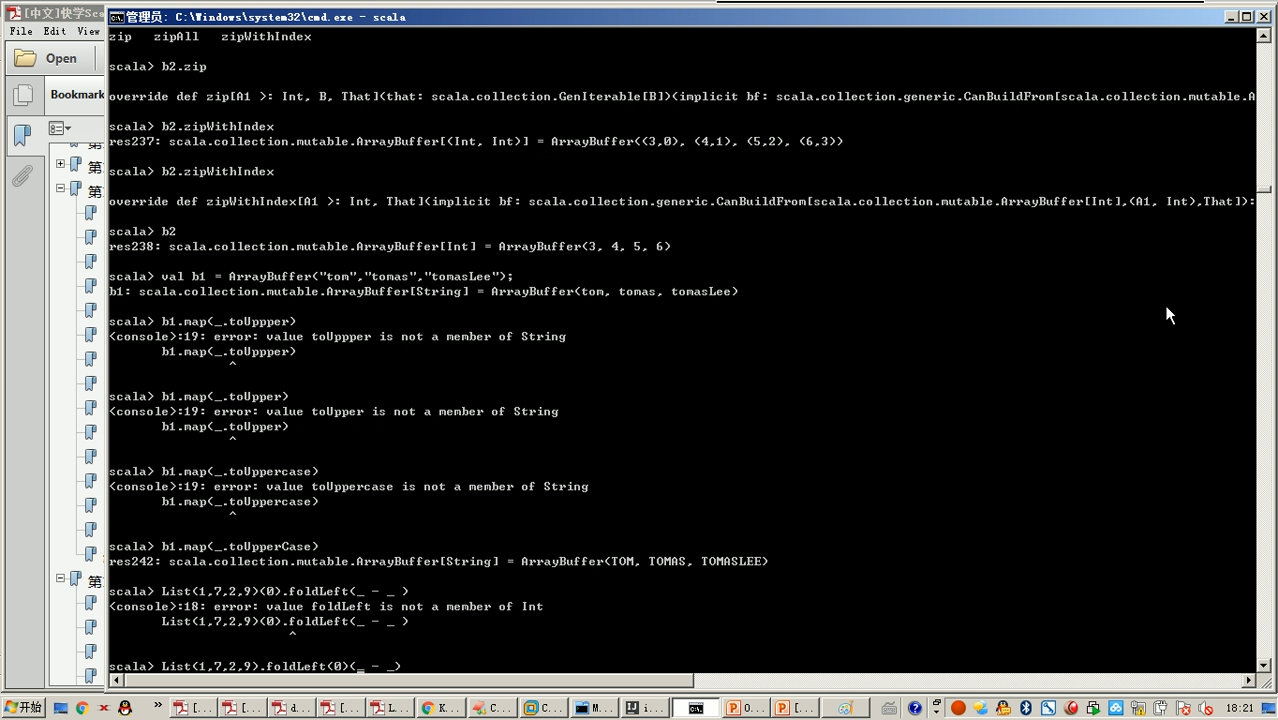 [中文]快学Sc
管理员: C:\Windows\system32\cmd.exe - scala
File Edit View
Open
Bookmark
第
第
第
zip   zipAll   zipWithIndex
scala> b2.zip
override def zip[A1 >: Int, B, That](that: scala.collection.GenIterable[B])(implicit bf: scala.collection.generic.CanBuildFrom[scala.collection.mutable.A
scala> b2.zipWithIndex
res237: scala.collection.mutable.ArrayBuffer[(Int, Int)] = ArrayBuffer((3,0), (4,1), (5,2), (6,3))
scala> b2.zipWithIndex
override def zipWithIndex[A1 >: Int, That](implicit bf: scala.collection.generic.CanBuildFrom[scala.collection.mutable.ArrayBuffer[Int],(A1, Int),That]):
scala> b2
res238: scala.collection.mutable.ArrayBuffer[Int] = ArrayBuffer(3, 4, 5, 6)
scala> val b1 = ArrayBuffer("tom","tomas","tomasLee");
b1: scala.collection.mutable.ArrayBuffer[String] = ArrayBuffer(tom, tomas, tomasLee)
scala> b1.map(_.toUppper)
<console>:19: error: value toUppper is not a member of String
b1.map(_.toUppper)
^
scala> b1.map(_.toUpper)
<console>:19: error: value toUpper is not a member of String
b1.map(_.toUpper)
^
scala> b1.map(_.toUppercase)
<console>:19: error: value toUppercase is not a member of String
b1.map(_.toUppercase)
^
scala> b1.map(_.toUpperCase)
res242: scala.collection.mutable.ArrayBuffer[String] = ArrayBuffer(TOM, TOMAS, TOMASLEE)
scala> List(1,7,2,9)(0).foldLeft(_ - _ )
<console>:18: error: value foldLeft is not a member of Int
List(1,7,2,9)(0).foldLeft(_ - _ )
^
scala> List(1,7,2,9).foldLeft(0)(_ - _)
开始 » [... [... d... [... L... K... C... C... M... i... O... [... 18:21